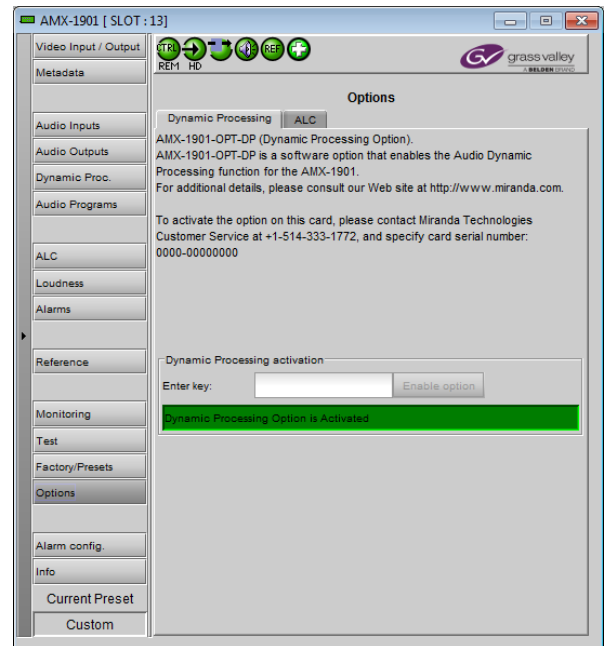 AMX-1901 [ SLOT : 13]
Video Input / Output
Metadata
Audio Inputs
Audio Outputs
Dynamic Proc.
Audio Programs
ALC
Loudness
Alarms
Reference
Monitoring
Test
Factory/Presets
Options
Alarm config.
Info
Current Preset
Custom
CTRL
REF
REM HD
grass valley
A BELDEN BRAND
Options
Dynamic Processing
ALC
AMX-1901-OPT-DP (Dynamic Processing Option).
AMX-1901-OPT-DP is a software option that enables the Audio Dynamic
Processing function for the AMX-1901.
For additional details, please consult our Web site at http://www.miranda.com.
To activate the option on this card, please contact Miranda Technologies
Customer Service at +1-514-333-1772, and specify card serial number:
0000-00000000
Dynamic Processing activation
Enter key:
Enable option
Dynamic Processing Option is Activated